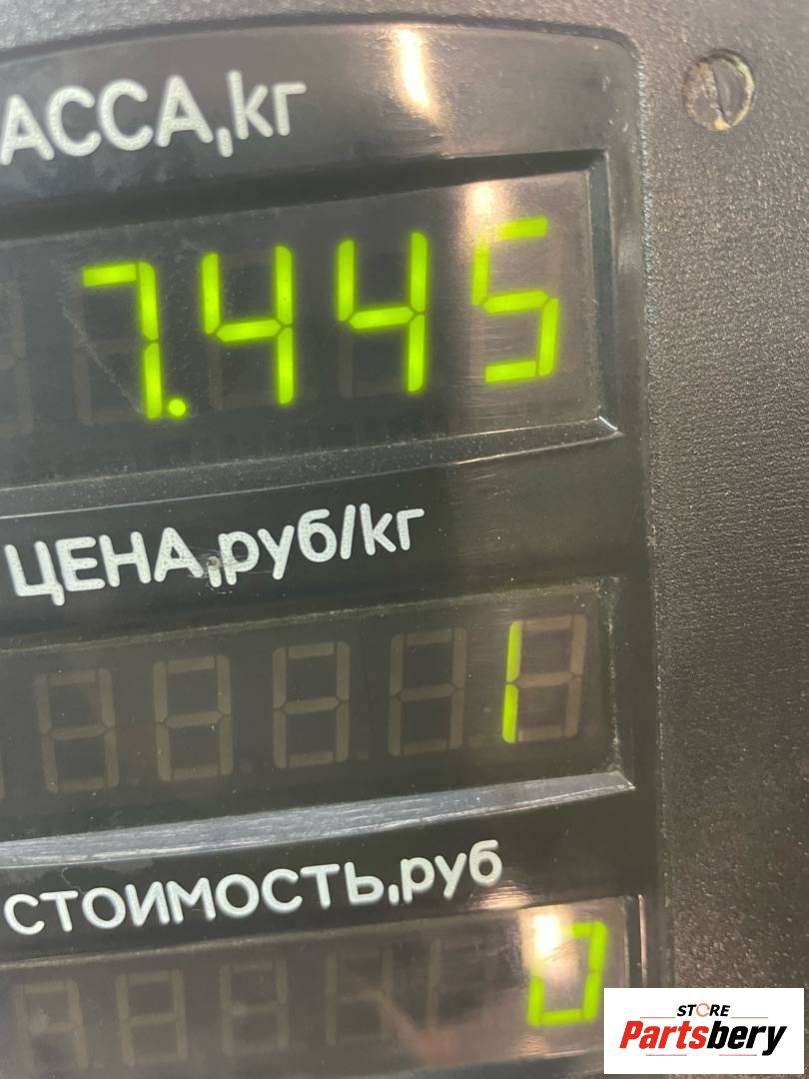 АССА,кг
7.445
ЦЕНА,руб/кг
1
СТОИМОСТЬ,руб
0
STORE
Partsbery